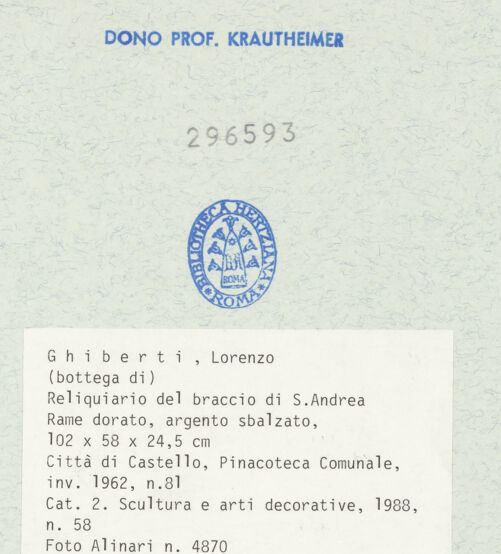 DONO PROF. KRAUTHEIMER
296593
BIBLIOTHECA HERTZIANA
ROMA
* ROMA *
G h i b e r t i , Lorenzo
(bottega di)
Reliquiario del braccio di S.Andrea
Rame dorato, argento sbalzato,
102 x 58 x 24,5 cm
Città di Castello, Pinacoteca Comunale,
inv. 1962, n.81
Cat. 2. Scultura e arti decorative, 1988,
n. 58
Foto Alinari n. 4870